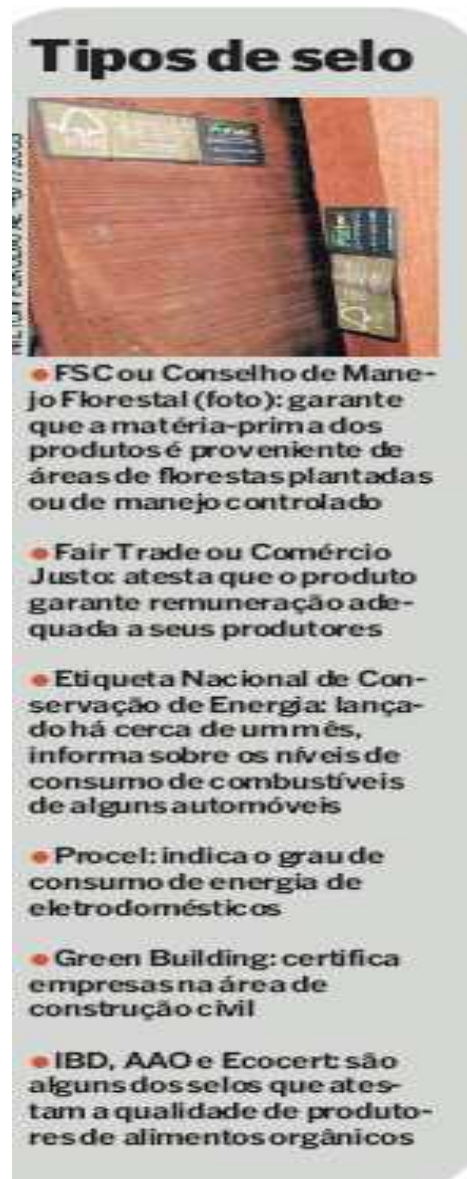 Tipos de selo
● FSC ou Conselho de Mane-
jo Florestal (foto): garante
que a matéria-prima dos
produtos é proveniente de
áreas de florestas plantadas
ou de manejo controlado
● Fair Trade ou Comércio
Justo: atesta que o produto
garante remuneração ade-
quada a seus produtores
● Etiqueta Nacional de Con-
servação de Energia: lança-
do há cerca de um mês,
informa sobre os níveis de
consumo de combustíveis
de alguns automóveis
● Procel: indica o grau de
consumo de energia de
eletrodomésticos
● Green Building: certifica
empresas na área de
construção civil
● IBD, AAO e Ecocert: são
alguns dos selos que ates-
tam a qualidade de produto-
res de alimentos orgânicos